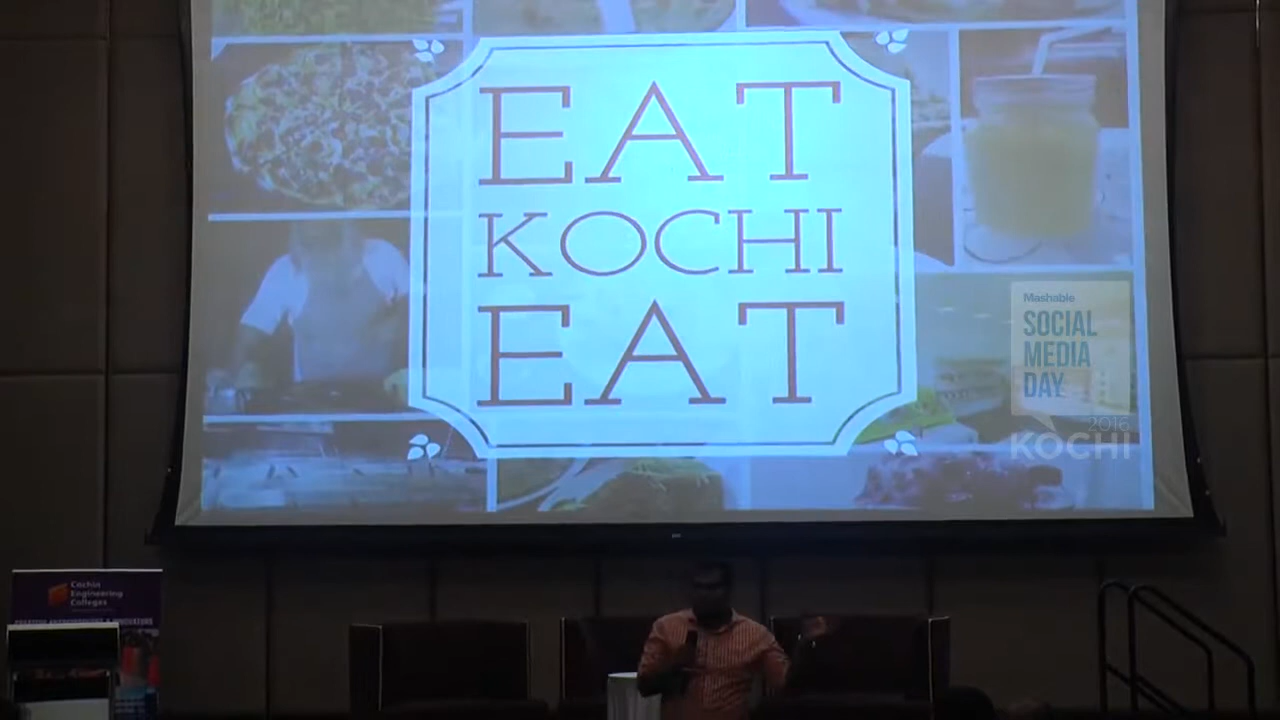 EAT
KOCHI
EAT
Mashable
SOCIAL
MEDIA
DAY
2016
KOCHI
Cochin
Engineering
Colleges